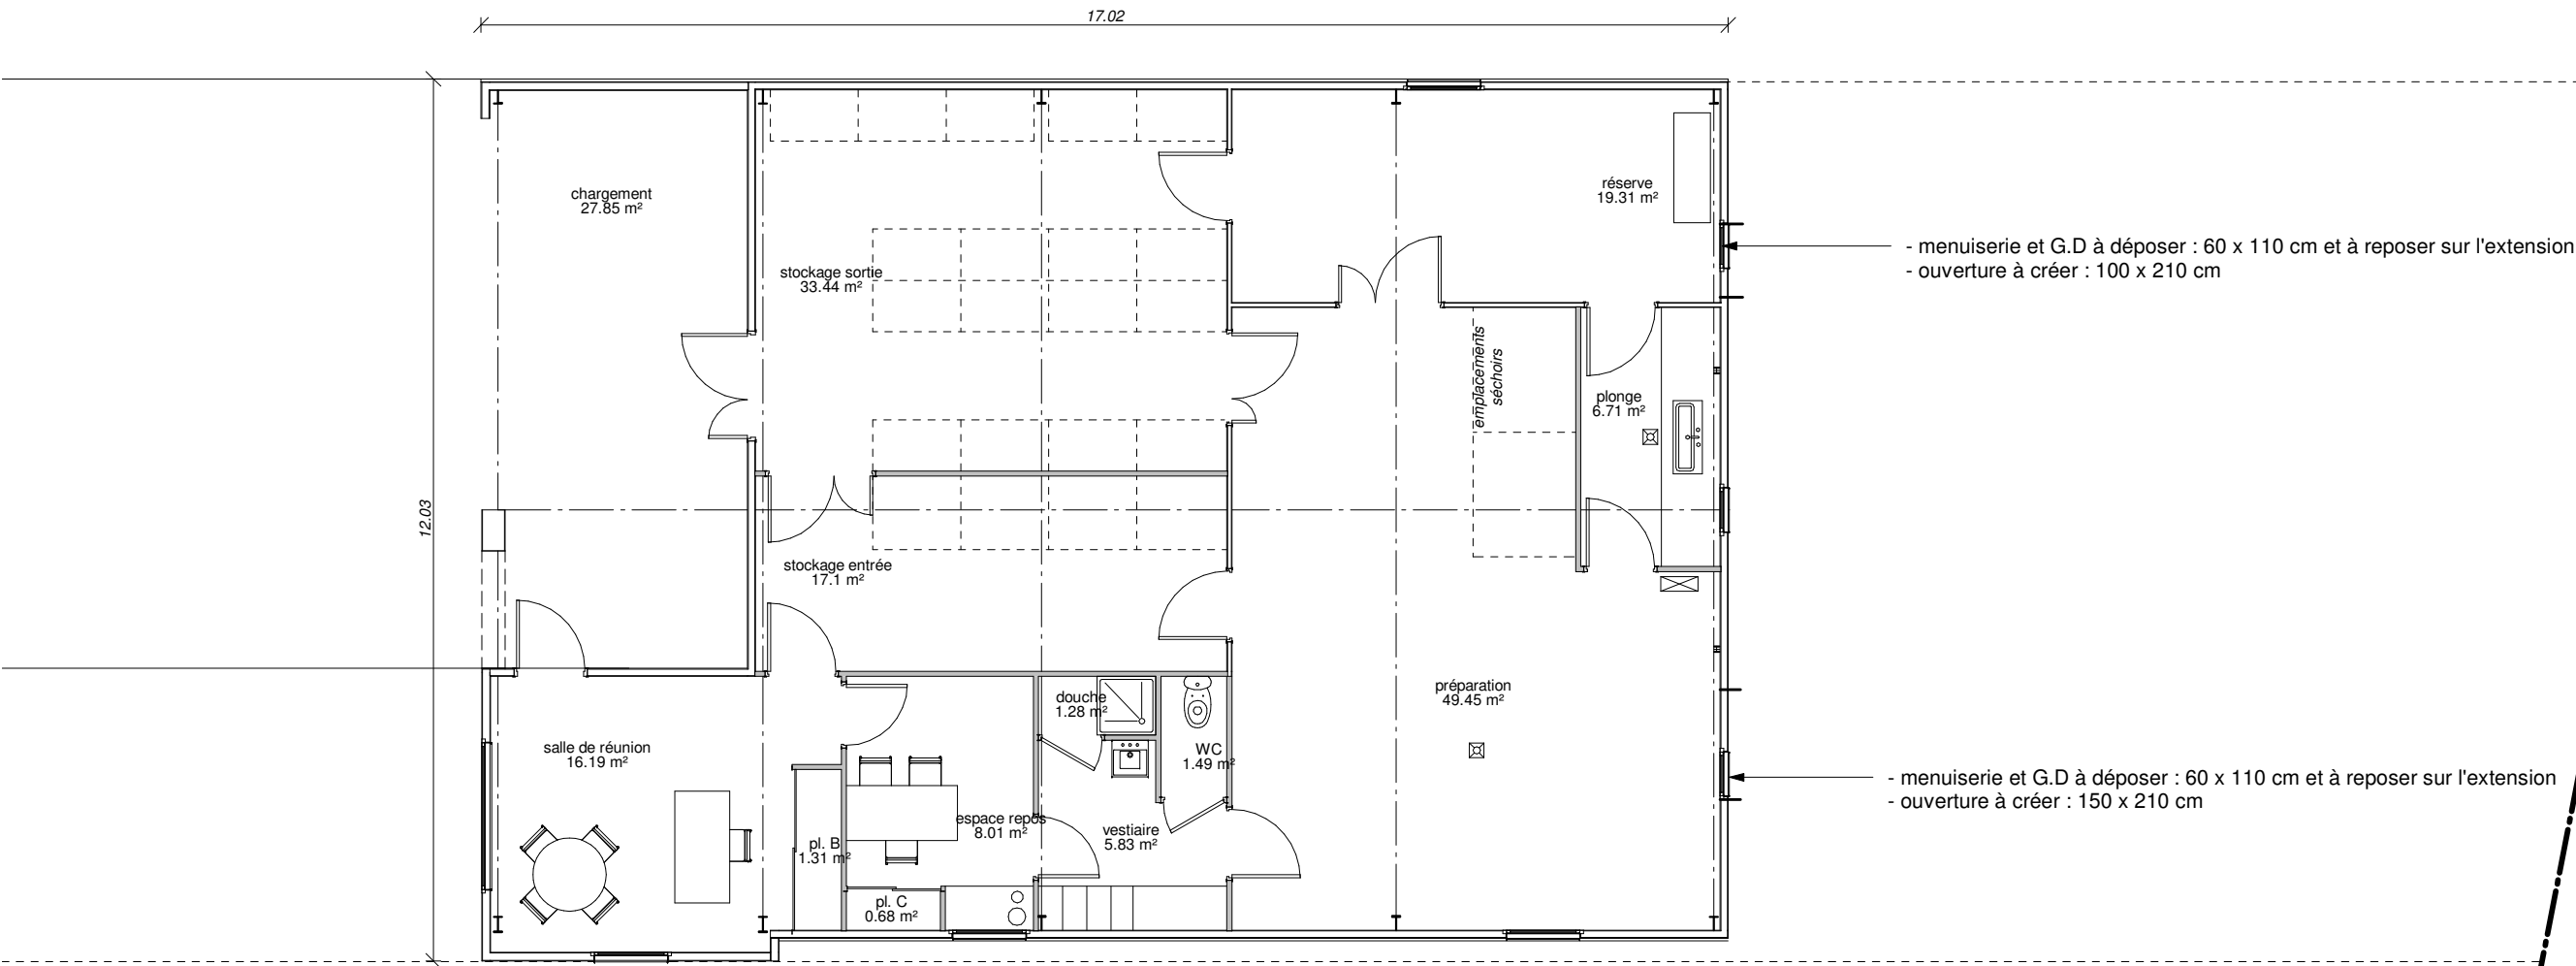 17.02
12.03
chargement
27.85 m²
stockage sortie
33.44 m²
réserve
19.31 m²
- menuiserie et G.D à déposer : 60 x 110 cm et à reposer sur l'extension
- ouverture à créer : 100 x 210 cm
emplacements
séchoirs
plonge
6.71 m²
stockage entrée
17.1 m²
préparation
49.45 m²
douche
1.28 m²
WC
1.49 m²
salle de réunion
16.19 m²
- menuiserie et G.D à déposer : 60 x 110 cm et à reposer sur l'extension
- ouverture à créer : 150 x 210 cm
espace repos
8.01 m²
vestiaire
5.83 m²
pl. B
1.31 m²
pl. C
0.68 m²